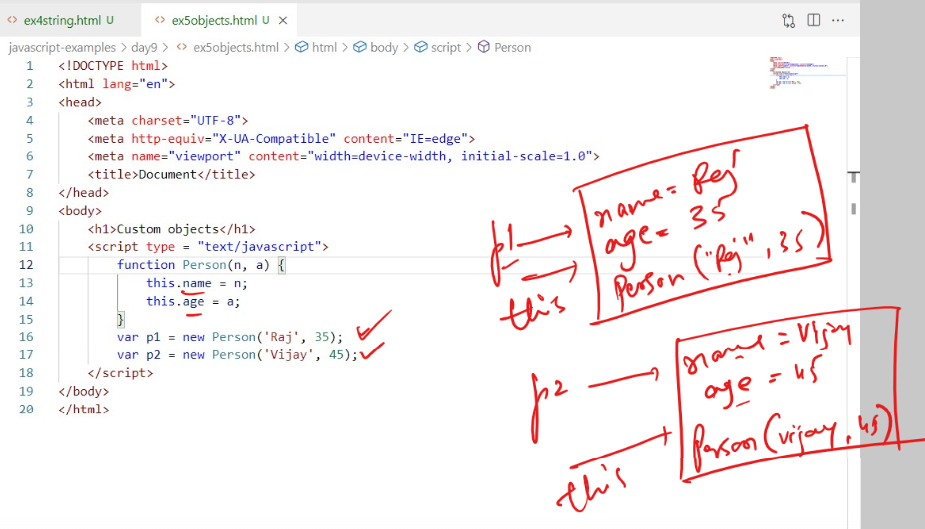 ex4string.html U
ex5objects.html U
javascript-examples > day9 > ex5objects.html > html > body > script > Person
1 <!DOCTYPE html>
2 <html lang="en">
3 <head>
4 <meta charset="UTF-8">
5 <meta http-equiv="X-UA-Compatible" content="IE=edge">
6 <meta name="viewport" content="width=device-width, initial-scale=1.0">
7 <title>Document</title>
8 </head>
9 <body>
10 <h1>Custom objects</h1>
11 <script type = "text/javascript">
12 function Person(n, a) {
13 this.name = n;
14 this.age = a;
15 }
16 var p1 = new Person('Raj', 35);
17 var p2 = new Person('Vijay', 45);
18 </script>
19 </body>
20 </html>
p1
this
name = Raj
age = 35
Person ("Raj", 35)
p2
this
name = Vijay
age = 45
Person (vijay, 45)